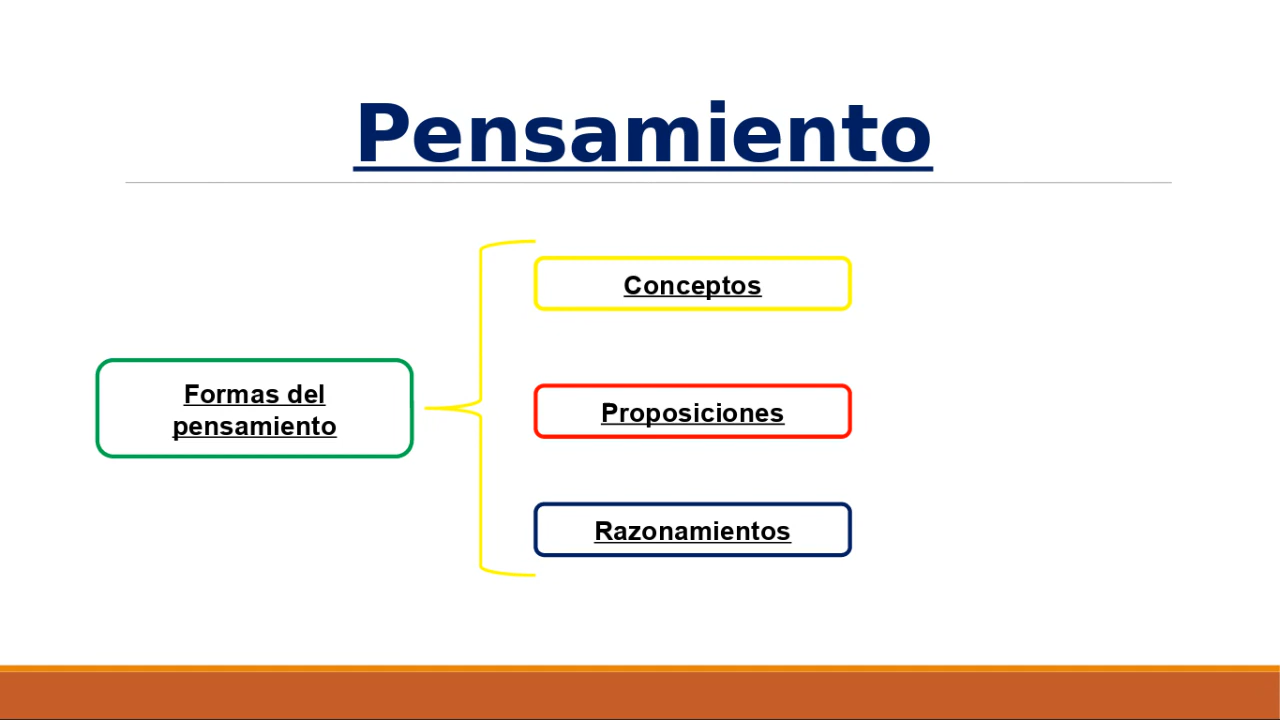 Pensamiento
Conceptos
Formas del
pensamiento
Proposiciones
Razonamientos